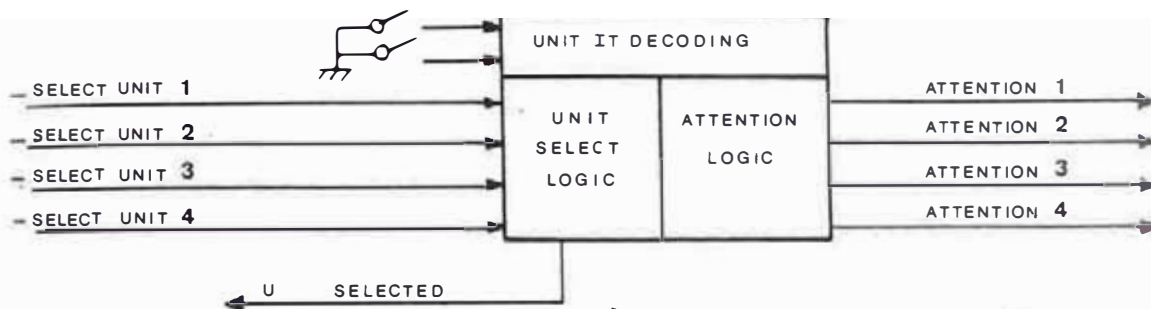 UNIT IT DECODING
- SELECT UNIT 1
- SELECT UNIT 2
- SELECT UNIT 3
- SELECT UNIT 4
UNIT
SELECT
LOGIC
ATTENTION
LOGIC
ATTENTION 1
ATTENTION 2
ATTENTION 3
ATTENTION 4
U SELECTED